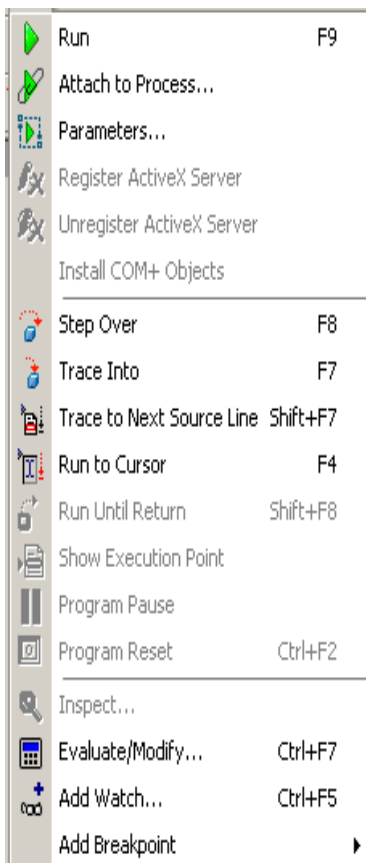 Run F9
Attach to Process...
Parameters...
Register ActiveX Server
Unregister ActiveX Server
Install COM+ Objects
Step Over F8
Trace Into F7
Trace to Next Source Line Shift+F7
Run to Cursor F4
Run Until Return Shift+F8
Show Execution Point
Program Pause
Program Reset Ctrl+F2
Inspect...
Evaluate/Modify... Ctrl+F7
Add Watch... Ctrl+F5
Add Breakpoint